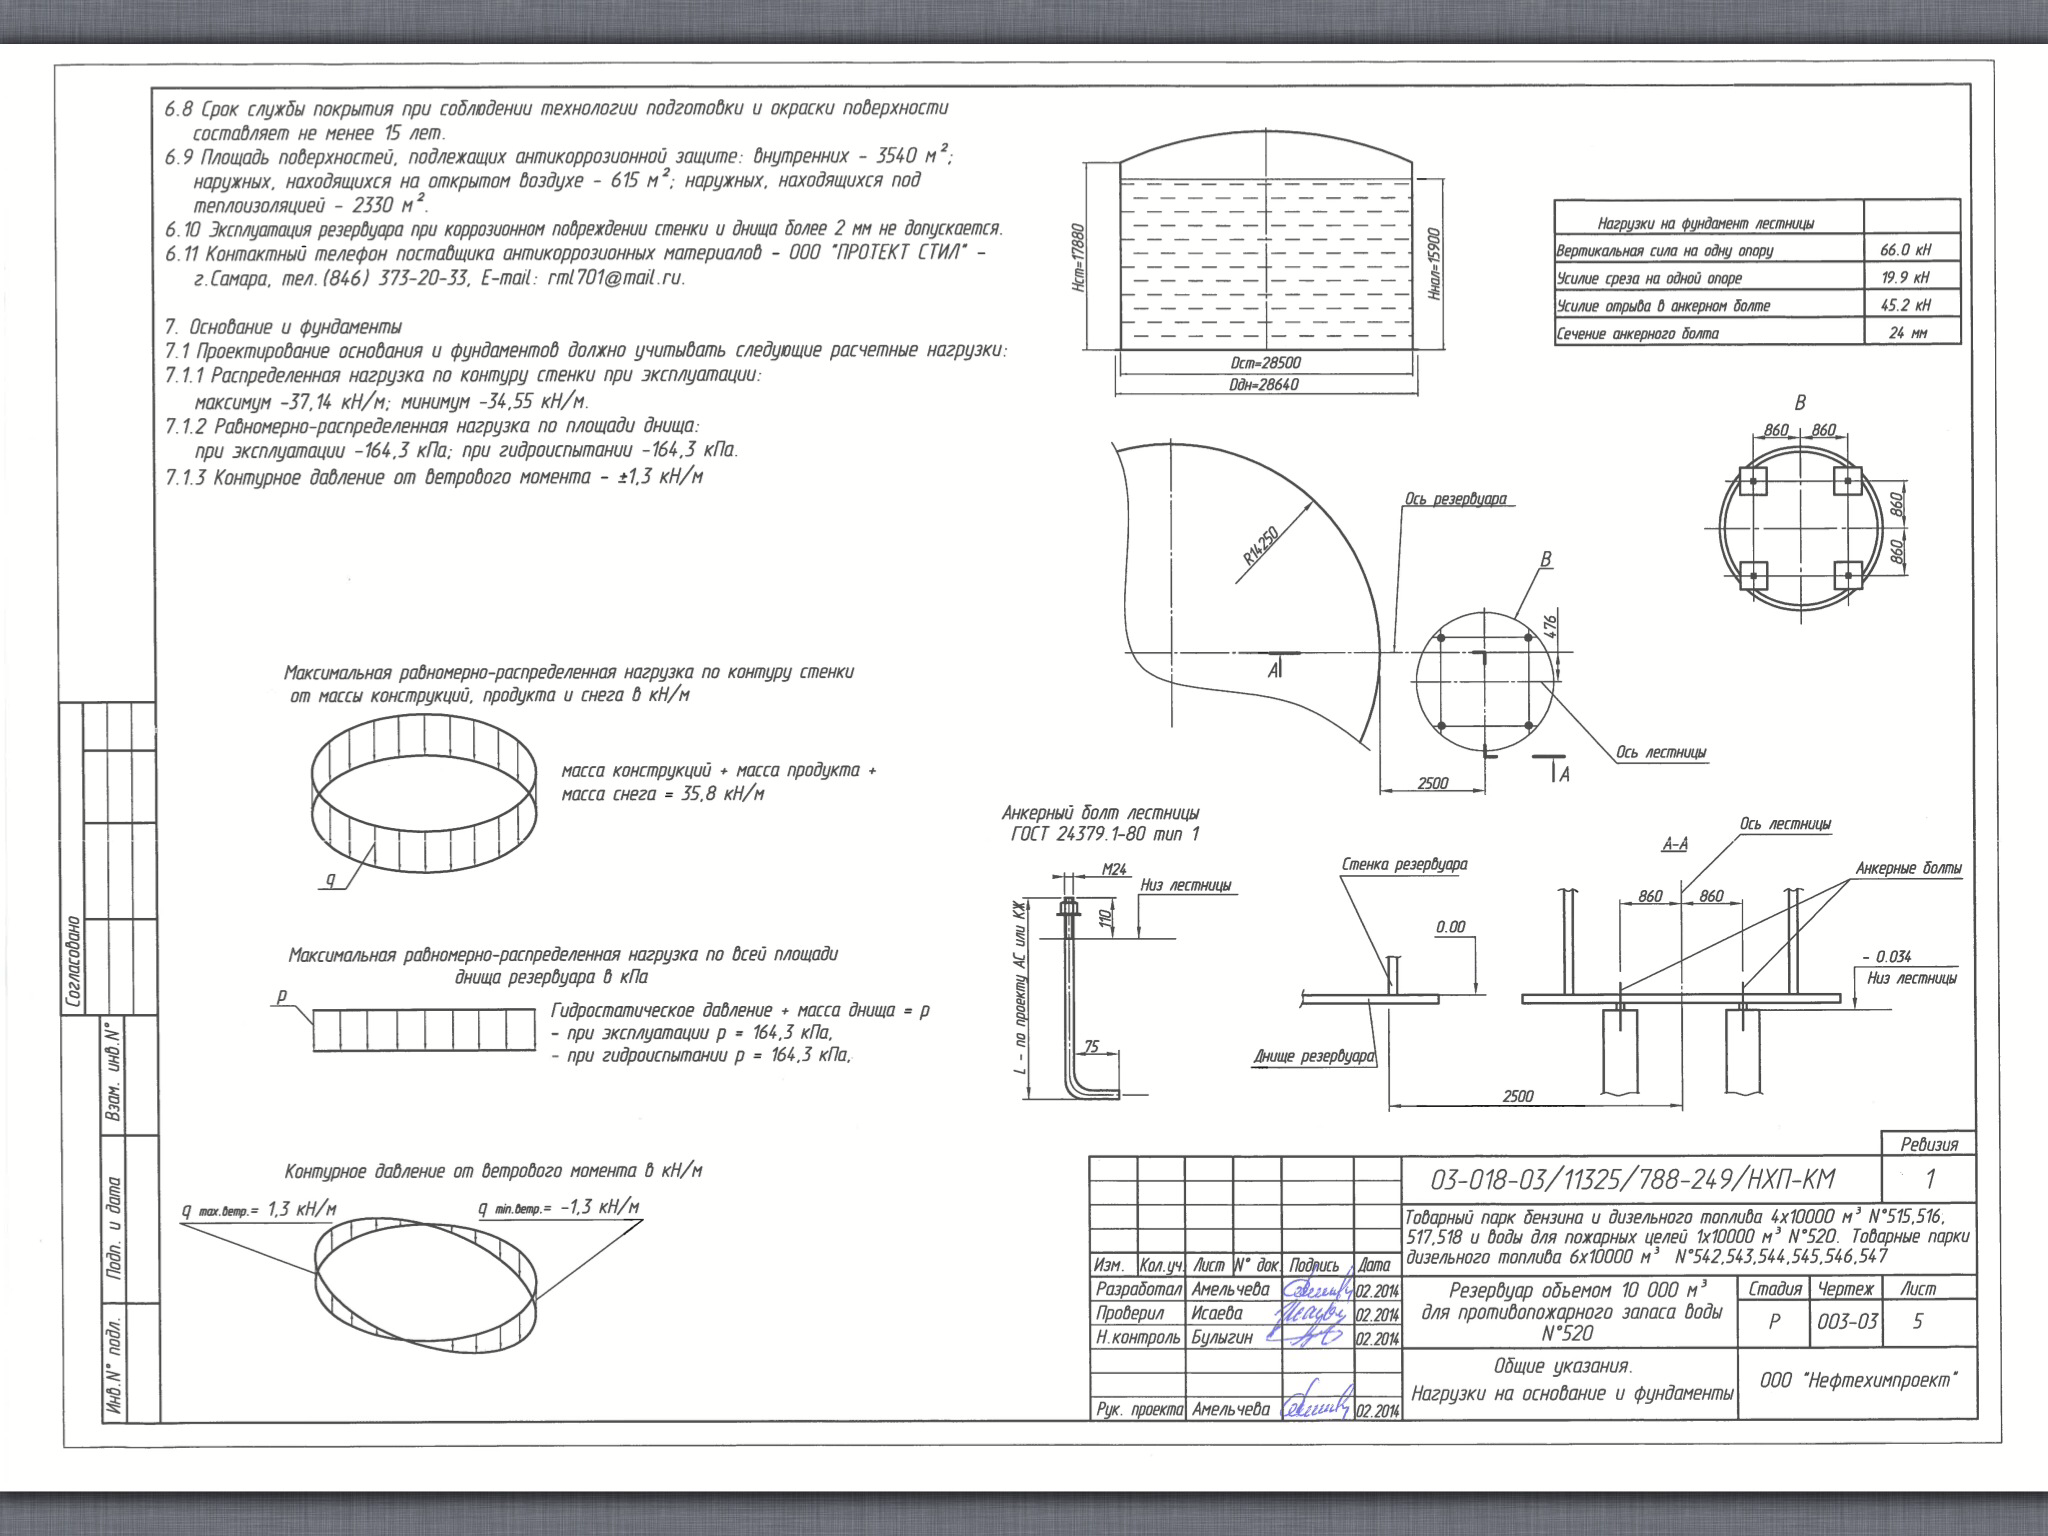 6.8 Срок службы покрытия при соблюдении технологии подготовки и окраски поверхности
составляет не менее 15 лет.
6.9 Площадь поверхностей, подлежащих антикоррозионной защите: внутренних - 3540 м²;
наружных, находящихся на открытом воздухе - 615 м²; наружных, находящихся под
теплоизоляцией - 2330 м².
6.10 Эксплуатация резервуара при коррозионном повреждении стенки и днища более 2 мм не допускается.
6.11 Контактный телефон поставщика антикоррозионных материалов - ООО "ПРОТЕКТ СТИЛ" -
г.Самара, тел.(846) 373-20-33, E-mail: rml701@mail.ru.
7. Основание и фундаменты
7.1 Проектирование основания и фундаментов должно учитывать следующие расчетные нагрузки:
7.1.1 Распределенная нагрузка по контуру стенки при эксплуатации:
максимум -37,14 кН/м; минимум -34,55 кН/м.
7.1.2 Равномерно-распределенная нагрузка по площади днища:
при эксплуатации -164,3 кПа; при гидроиспытании -164,3 кПа.
7.1.3 Контурное давление от ветрового момента - ±1,3 кН/м
Максимальная равномерно-распределенная нагрузка по контуру стенки
от массы конструкций, продукта и снега в кН/м
масса конструкций + масса продукта +
масса снега = 35,8 кН/м
q
Максимальная равномерно-распределенная нагрузка по всей площади
днища резервуара в кПа
p
Гидростатическое давление + масса днища = p
- при эксплуатации p = 164,3 кПа,
- при гидроиспытании p = 164,3 кПа,
Контурное давление от ветрового момента в кН/м
q max.ветр.= 1,3 кН/м
q min.ветр.= -1,3 кН/м
Hст=17880
Hнал=15900
Dст=28500
Dдн=28640
Нагрузки на фундамент лестницы
Вертикальная сила на одну опору 66.0 кН
Усилие среза на одной опоре 19.9 кН
Усилие отрыва в анкерном болте 45.2 кН
Сечение анкерного болта 24 мм
В
860 860
860
860
Ось резервуара
R14250
В
476
А
Ось лестницы
А
2500
Анкерный болт лестницы
ГОСТ 24379.1-80 тип 1
М24
Низ лестницы
110
L - по проекту АС или КЖ
75
Стенка резервуара
0.00
Днище резервуара
2500
А-А
Ось лестницы
Анкерные болты
860 860
- 0.034
Низ лестницы
Согласовано
Взам. инв.N°
Подп. и дата
Инв.N° подл.
Ревизия
03-018-03/11325/788-249/НХП-КМ 1
Товарный парк бензина и дизельного топлива 4х10000 м³ N°515,516,
517,518 и воды для пожарных целей 1х10000 м³ N°520. Товарные парки
дизельного топлива 6х10000 м³ N°542,543,544,545,546,547
Изм. Кол.уч. Лист N° док. Подпись Дата
Разработал Амельчева 02.2014
Проверил Исаева 02.2014
Н.контроль Булыгин 02.2014
Рук. проекта Амельчева 02.2014
Резервуар объемом 10 000 м³
для противопожарного запаса воды
N°520
Стадия Чертеж Лист
Р 003-03 5
Общие указания.
Нагрузки на основание и фундаменты
ООО "Нефтехимпроект"